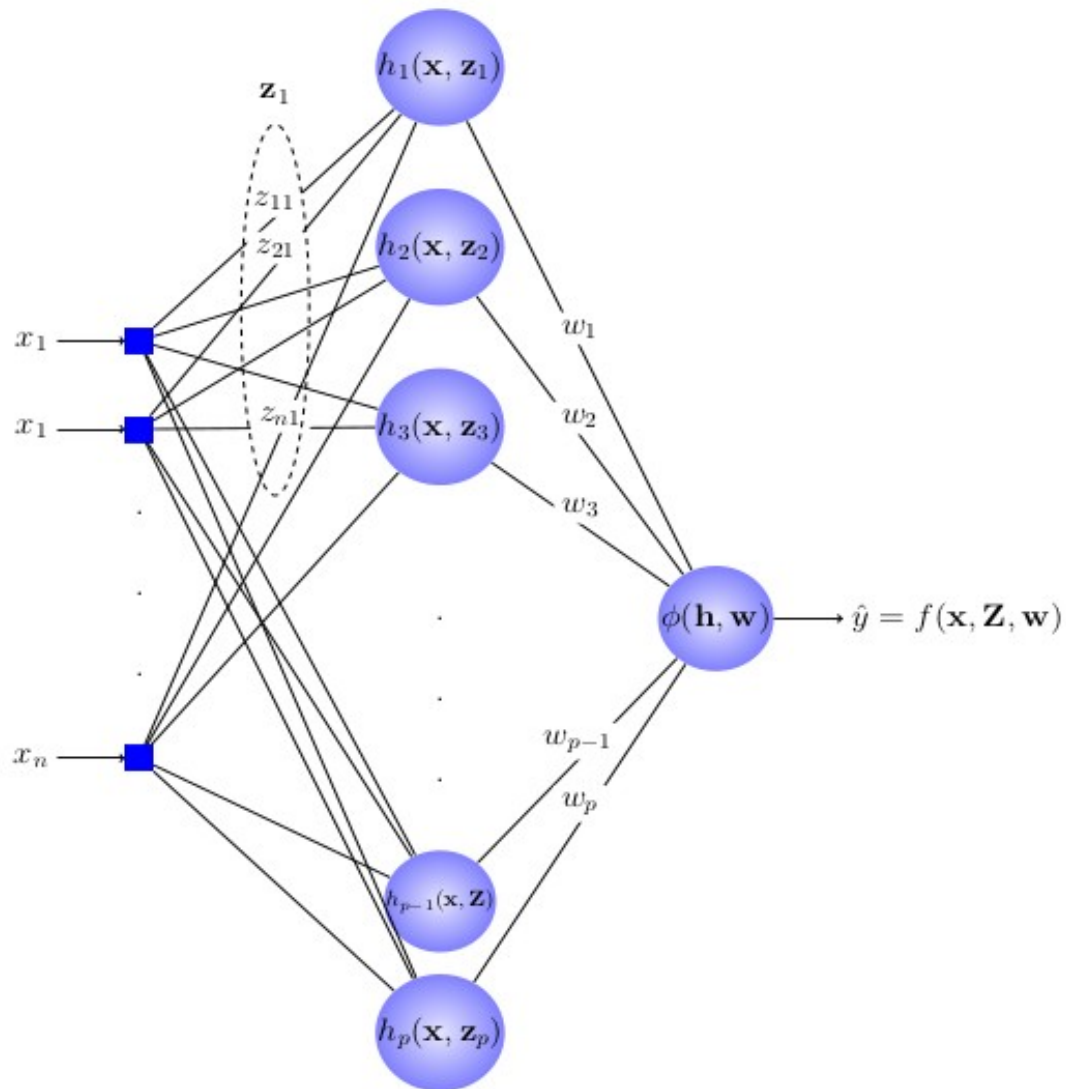 h₁(x, z₁)
z₁
z₁₁
h₂(x, z₂)
z₂₁
x₁
w₁
x₁
zₙ₁
h₃(x, z₃)
w₂
w₃
ϕ(h, w)
ŷ = f(x, Z, w)
wₚ₋₁
xₙ
wₚ
hₚ₋₁(x, Z)
hₚ(x, zₚ)